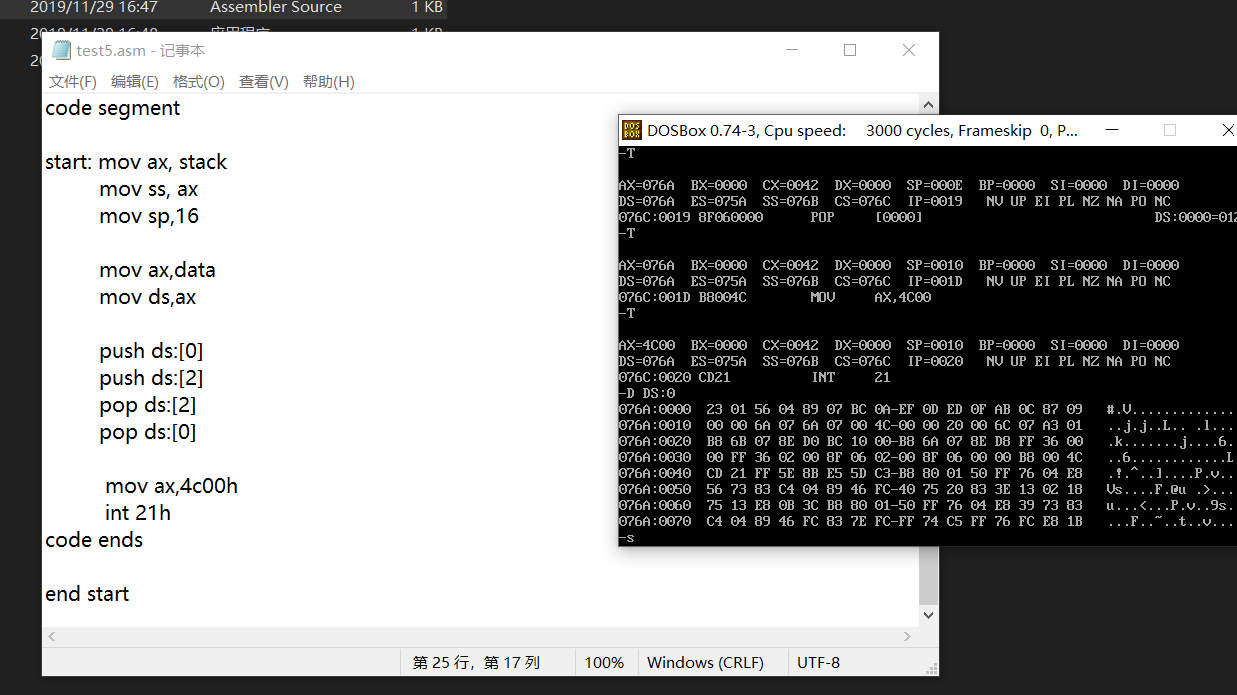 2019/11/29 16:47 Assembler Source 1 KB
test5.asm - 记事本
文件(F) 编辑(E) 格式(O) 查看(V) 帮助(H)
code segment
start: mov ax, stack
mov ss, ax
mov sp,16
mov ax,data
mov ds,ax
push ds:[0]
push ds:[2]
pop ds:[2]
pop ds:[0]
mov ax,4c00h
int 21h
code ends
end start
第 25 行，第 17 列 100% Windows (CRLF) UTF-8
DOSBox 0.74-3, Cpu speed: 3000 cycles, Frameskip 0, P...
-T
AX=076A BX=0000 CX=0042 DX=0000 SP=000E BP=0000 SI=0000 DI=0000
DS=076A ES=075A SS=076B CS=076C IP=0019 NV UP EI PL NZ NA PO NC
076C:0019 8F060000 POP [0000] DS:0000=012
-T
AX=076A BX=0000 CX=0042 DX=0000 SP=0010 BP=0000 SI=0000 DI=0000
DS=076A ES=075A SS=076B CS=076C IP=001D NV UP EI PL NZ NA PO NC
076C:001D B8004C MOV AX,4C00
-T
AX=4C00 BX=0000 CX=0042 DX=0000 SP=0010 BP=0000 SI=0000 DI=0000
DS=076A ES=075A SS=076B CS=076C IP=0020 NV UP EI PL NZ NA PO NC
076C:0020 CD21 INT 21
-D DS:0
076A:0000 23 01 56 04 89 07 BC 0A-EF 0D ED 0F AB 0C 87 09 #.V.............
076A:0010 00 00 6A 07 6A 07 00 4C-00 00 20 00 6C 07 A3 01 ..j.j..L.. .l...
076A:0020 B8 6B 07 8E D0 BC 10 00-B8 6A 07 8E D8 FF 36 00 .k.......j....6.
076A:0030 00 FF 36 02 00 8F 06 02-00 8F 06 00 00 B8 00 4C ..6............L
076A:0040 CD 21 FF 5E 8B E5 5D C3-B8 80 01 50 FF 76 04 E8 .!.^..]....P.v..
076A:0050 56 73 83 C4 04 89 46 FC-40 75 20 83 3E 13 02 18 Vs....F.@u .>...
076A:0060 75 13 E8 0B 3C B8 80 01-50 FF 76 04 E8 39 73 83 u...<...P.v..9s.
076A:0070 C4 04 89 46 FC 83 7E FC-FF 74 C5 FF 76 FC E8 1B ...F..~..t..v...
-s